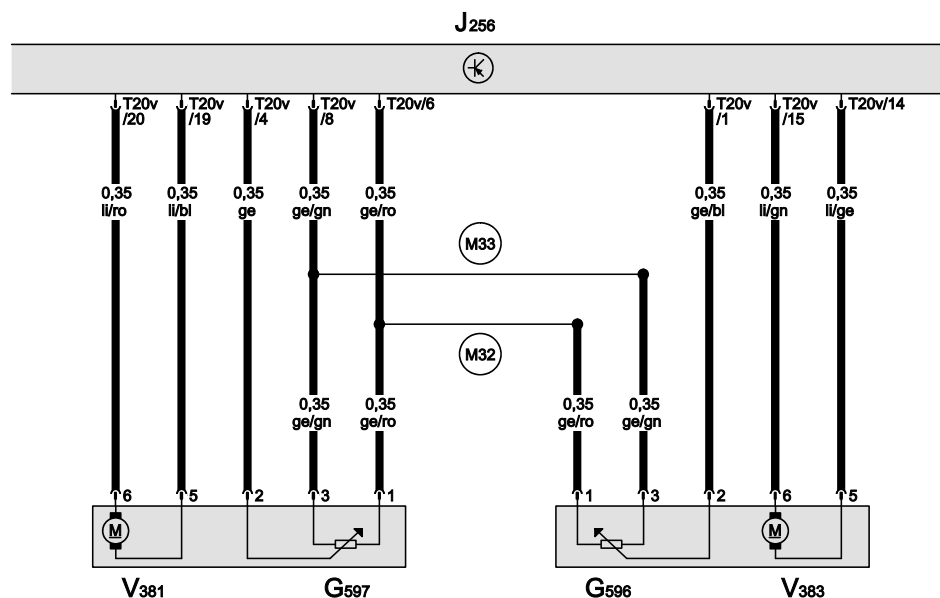 J256
T20v/20 T20v/19 T20v/4 T20v/8 T20v/6 T20v/1 T20v/15 T20v/14
0,35 0,35 0,35 0,35 0,35 0,35 0,35 0,35
li/ro li/bl ge ge/gn ge/ro ge/bl li/gn li/ge
M33
M32
0,35 0,35 0,35 0,35
ge/gn ge/ro ge/ro ge/gn
6 5 2 3 1 1 3 2 6 5
M M
V381 G597 G596 V383